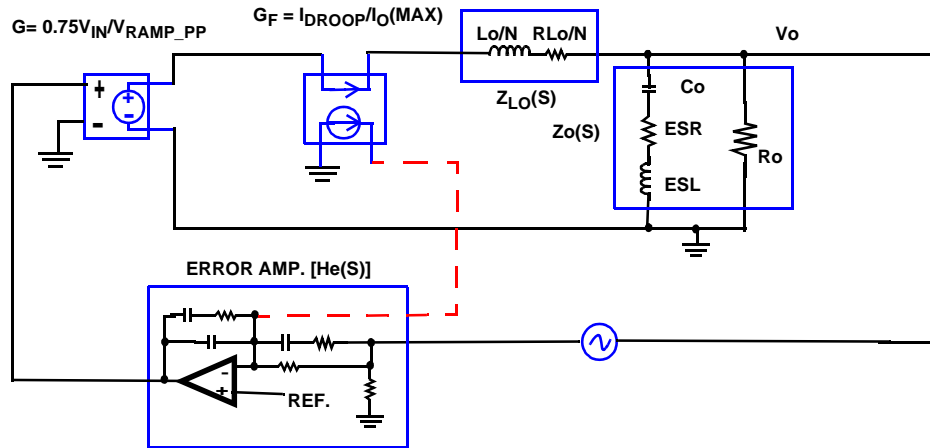 G= 0.75VIN/VRAMP_PP
GF = IDROOP/IO(MAX)
Lo/N RLo/N
ZLO(S)
Vo
Zo(S)
Co
ESR
ESL
Ro
+
-
+
-
ERROR AMP. [He(S)]
-
+
REF.